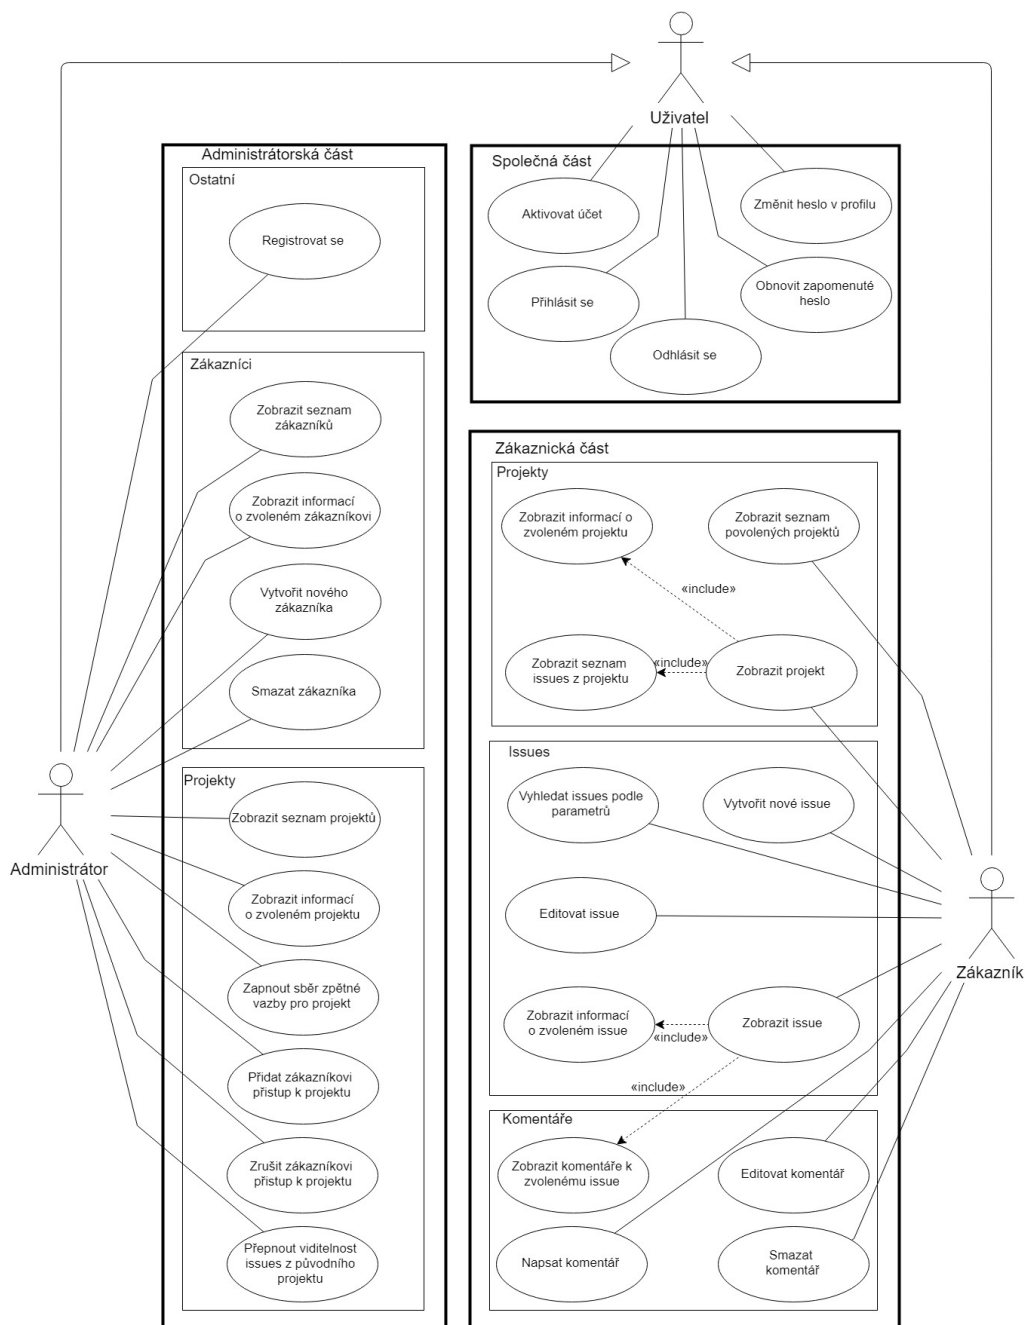 Uživatel
Administrátorská část
Ostatní
Registrovat se
Zákazníci
Zobrazit seznam
zákazníků
Zobrazit informací
o zvoleném zákazníkovi
Vytvořit nového
zákazníka
Smazat zákazníka
Projekty
Zobrazit seznam projektů
Zobrazit informací
o zvoleném projektu
Zapnout sběr zpětné
vazby pro projekt
Přidat zákazníkovi
přistup k projektu
Zrušit zákazníkovi
přistup k projektu
Přepnout viditelnost
issues z původního
projektu
Administrátor
Společná část
Aktivovat účet
Změnit heslo v profilu
Přihlásit se
Obnovit zapomenuté
heslo
Odhlásit se
Zákaznická část
Projekty
Zobrazit informací o
zvoleném projektu
Zobrazit seznam
povolených projektů
«include»
Zobrazit seznam
issues z projektu
«include»
Zobrazit projekt
Issues
Vyhledat issues podle
parametrů
Vytvořit nové issue
Editovat issue
Zobrazit informací
o zvoleném issue
«include»
Zobrazit issue
«include»
Komentáře
Zobrazit komentáře k
zvolenému issue
Editovat komentář
Napsat komentář
Smazat
komentář
Zákazník